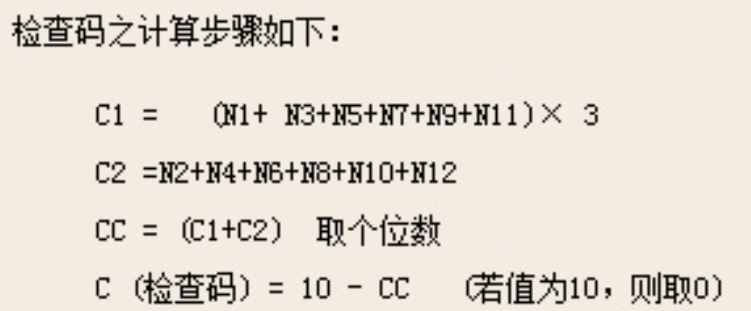 检查码之计算步骤如下：
C1 = (N1+ N3+N5+N7+N9+N11)× 3
C2 =N2+N4+N6+N8+N10+N12
CC = (C1+C2) 取个位数
C (检查码) = 10 - CC (若值为10，则取0)